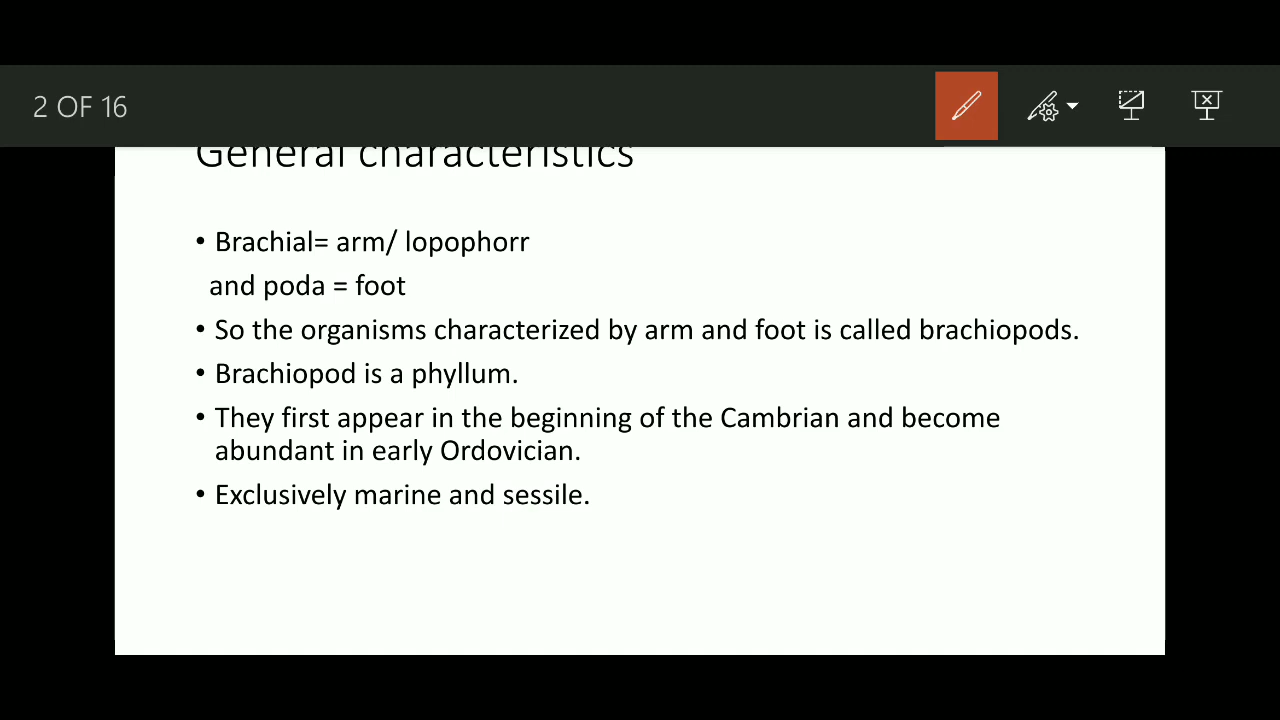 2 OF 16
General characteristics
• Brachial= arm/ lopophorr
and poda = foot
• So the organisms characterized by arm and foot is called brachiopods.
• Brachiopod is a phyllum.
• They first appear in the beginning of the Cambrian and become
abundant in early Ordovician.
• Exclusively marine and sessile.